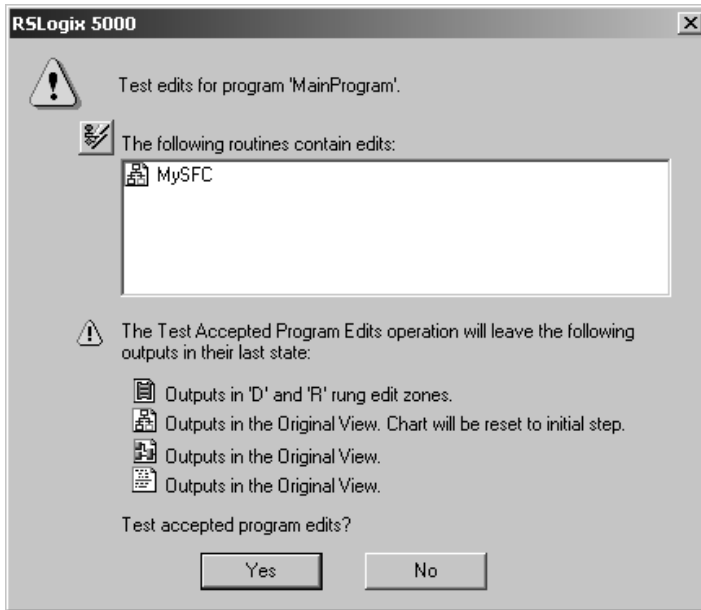 RSLogix 5000
Test edits for program 'MainProgram'.
The following routines contain edits:
MySFC
The Test Accepted Program Edits operation will leave the following
outputs in their last state:
Outputs in 'D' and 'R' rung edit zones.
Outputs in the Original View. Chart will be reset to initial step.
Outputs in the Original View.
Outputs in the Original View.
Test accepted program edits?
Yes
No